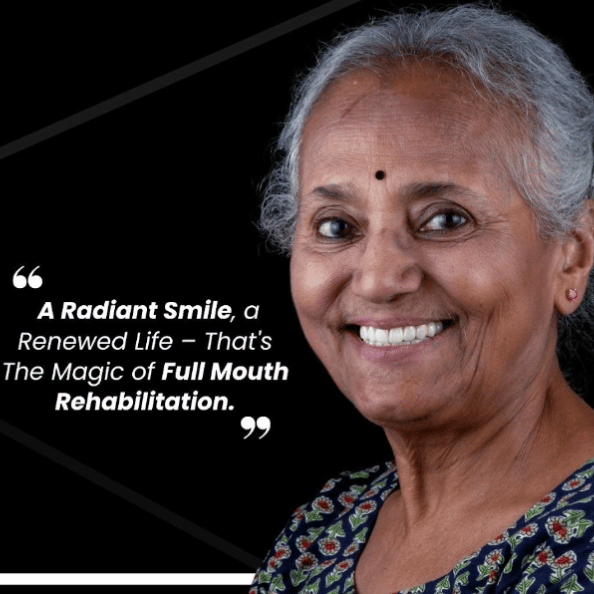 “
A Radiant Smile, a
Renewed Life – That's
The Magic of Full Mouth
Rehabilitation.
”